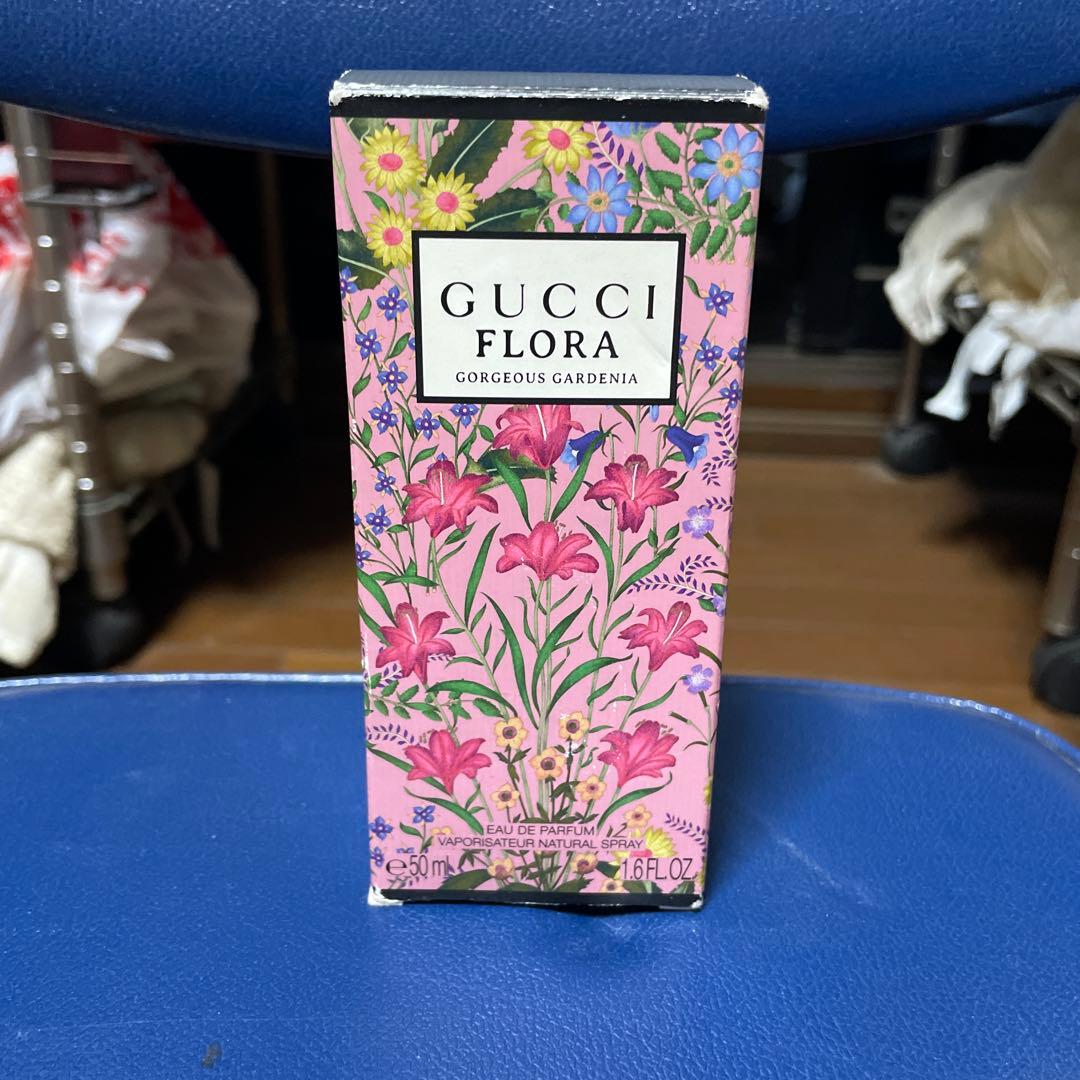 GUCCI
FLORA
GORGEOUS GARDENIA
EAU DE PARFUM
VAPORISATEUR NATURAL SPRAY
℮50 ml
1.6 FL.OZ.